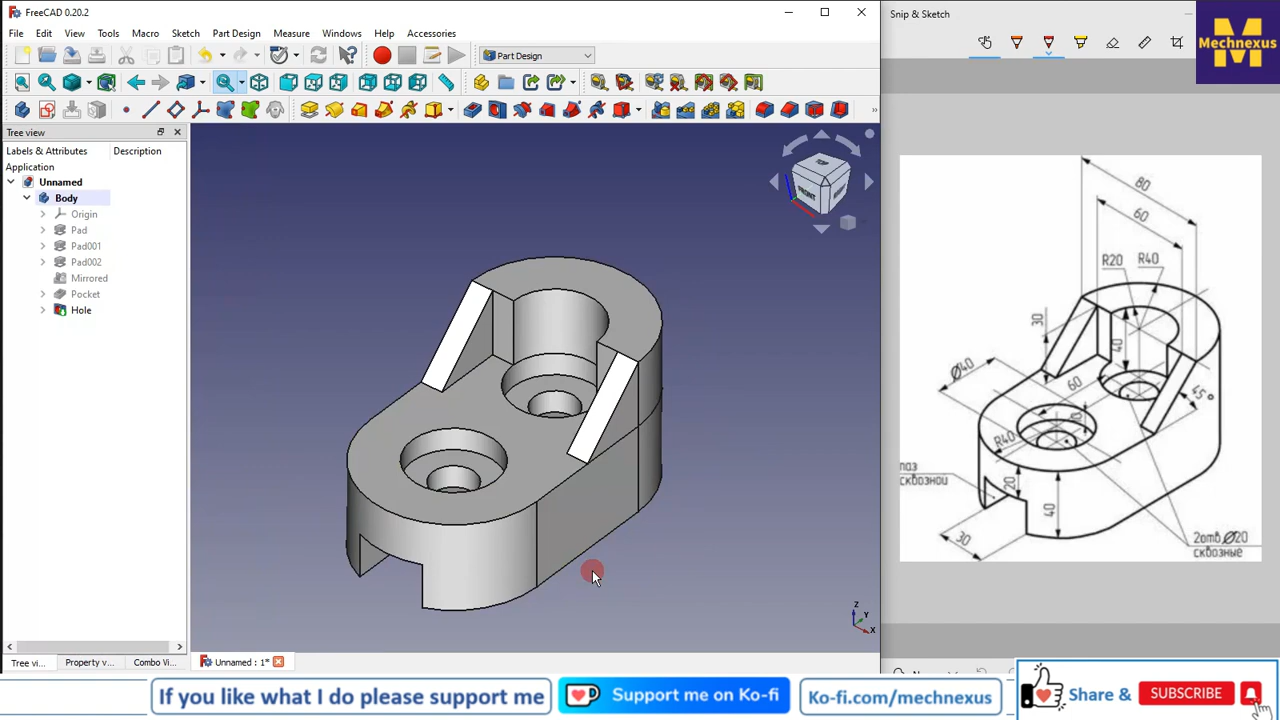 FreeCAD 0.20.2
File Edit View Tools Macro Sketch Part Design Measure Windows Help Accessories
Part Design
Tree view
Labels & Attributes Description
Application
Unnamed
Body
Origin
Pad
Pad001
Pad002
Mirrored
Pocket
Hole
Tree vi... Property v... Combo Vi...
Unnamed : 1*
FRONT
Z
Y
X
Snip & Sketch
Mechnexus
80
60
R20 R40
30
40
Ø40
60
45°
R40
паз
сквозной
20
40
30
2отв.Ø20
сквозные
If you like what I do please support me
Support me on Ko-fi
Ko-fi.com/mechnexus
Share &
SUBSCRIBE